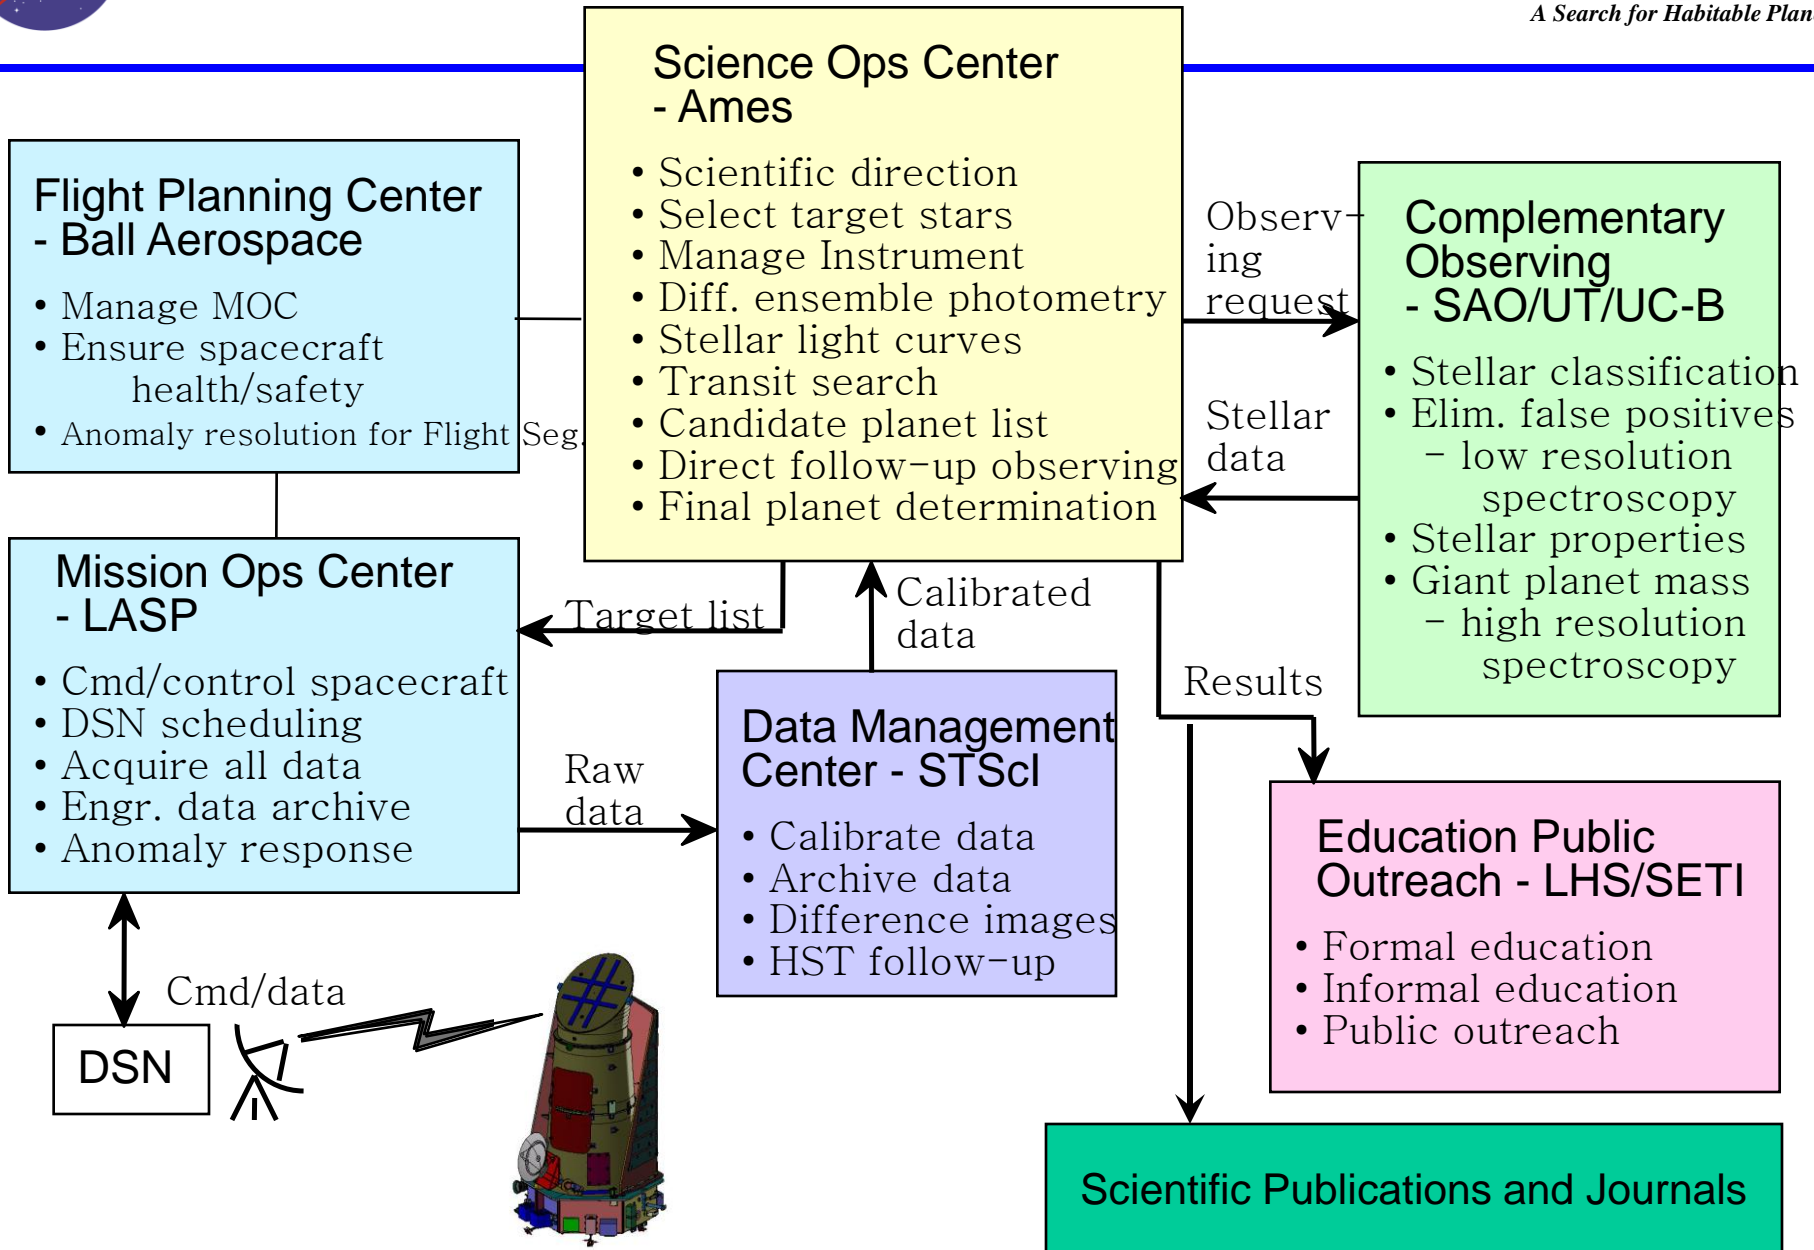 A Search for Habitable Plan
Science Ops Center
- Ames
• Scientific direction
• Select target stars
• Manage Instrument
• Diff. ensemble photometry
• Stellar light curves
• Transit search
• Candidate planet list
• Direct follow-up observing
• Final planet determination
Flight Planning Center
- Ball Aerospace
• Manage MOC
• Ensure spacecraft
health/safety
• Anomaly resolution for Flight Seg.
Observ-
ing
request
Stellar
data
Complementary
Observing
- SAO/UT/UC-B
• Stellar classification
• Elim. false positives
- low resolution
spectroscopy
• Stellar properties
• Giant planet mass
- high resolution
spectroscopy
Mission Ops Center
- LASP
• Cmd/control spacecraft
• DSN scheduling
• Acquire all data
• Engr. data archive
• Anomaly response
Target list
Calibrated
data
Results
Raw
data
Data Management
Center - STScI
• Calibrate data
• Archive data
• Difference images
• HST follow-up
Education Public
Outreach - LHS/SETI
• Formal education
• Informal education
• Public outreach
Cmd/data
DSN
Scientific Publications and Journals